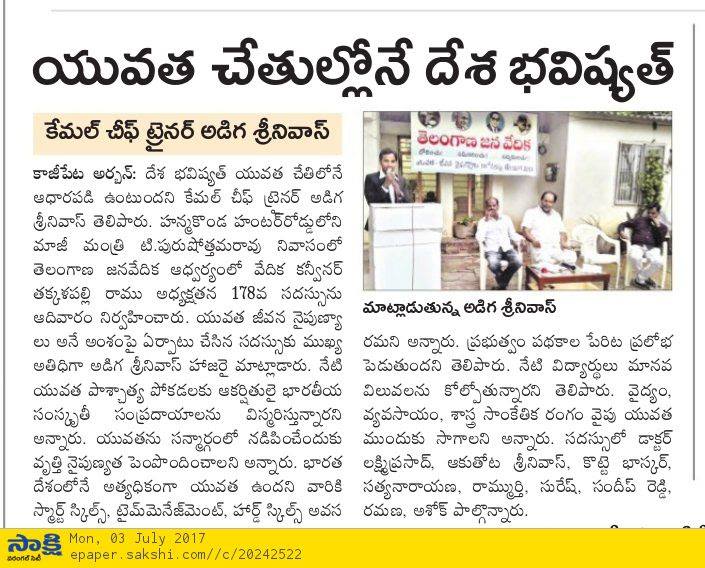 యువత చేతుల్లోనే దేశ భవిష్యత్
కేమల్ చీఫ్ ట్రైనర్ అడిగ శ్రీనివాస్
కాజీపేట అర్బన్: దేశ భవిష్యత్ యువత చేతిలోనే
ఆధారపడి ఉంటుందని కేమల్ చీఫ్ ట్రైనర్ అడిగ
శ్రీనివాస్ తెలిపారు. హన్మకొండ హంటర్‌రోడ్డులోని
మాజీ మంత్రి టి.పురుషోత్తమరావు నివాసంలో
తెలంగాణ జనవేదిక ఆధ్వర్యంలో వేదిక కన్వీనర్
తక్కళపల్లి రాము అధ్యక్షతన 178వ సదస్సును
ఆదివారం నిర్వహించారు. యువత జీవన నైపుణ్యా
లు అనే అంశంపై ఏర్పాటు చేసిన సదస్సుకు ముఖ్య
అతిథిగా అడిగ శ్రీనివాస్ హాజరై మాట్లాడారు. నేటి
యువత పాశ్చాత్య పోకడలకు ఆకర్షితులై భారతీయ
సంస్కృతీ సంప్రదాయాలను విస్మరిస్తున్నారని
అన్నారు. యువతను సన్మార్గంలో నడిపించేందుకు
వృత్తి నైపుణ్యత పెంపొందించాలని అన్నారు. భారత
దేశంలోనే అత్యధికంగా యువత ఉందని వారికి
స్మార్ట్ స్కిల్స్, టైమ్‌మేనేజ్‌మెంట్, హార్డ్ స్కిల్స్ అవస
తెలంగాణ జన వేదిక
మాట్లాడుతున్న అడిగ శ్రీనివాస్
రమని అన్నారు. ప్రభుత్వం పథకాల పేరిట ప్రలోభ
పెడుతుందని తెలిపారు. నేటి విద్యార్థులు మానవ
విలువలను కోల్పోతున్నారని తెలిపారు. వైద్యం,
వ్యవసాయం, శాస్త్ర సాంకేతిక రంగం వైపు యువత
ముందుకు సాగాలని అన్నారు. సదస్సులో డాక్టర్
లక్ష్మిప్రసాద్, ఆకుతోట శ్రీనివాస్, కొట్టె భాస్కర్,
సత్యనారాయణ, రామ్మూర్తి, సురేష్, సందీప్ రెడ్డి,
రమణ, అశోక్ పాల్గొన్నారు.
సాక్షి
వరంగల్ సిటీ
Mon, 03 July 2017
epaper.sakshi.com//c/20242522